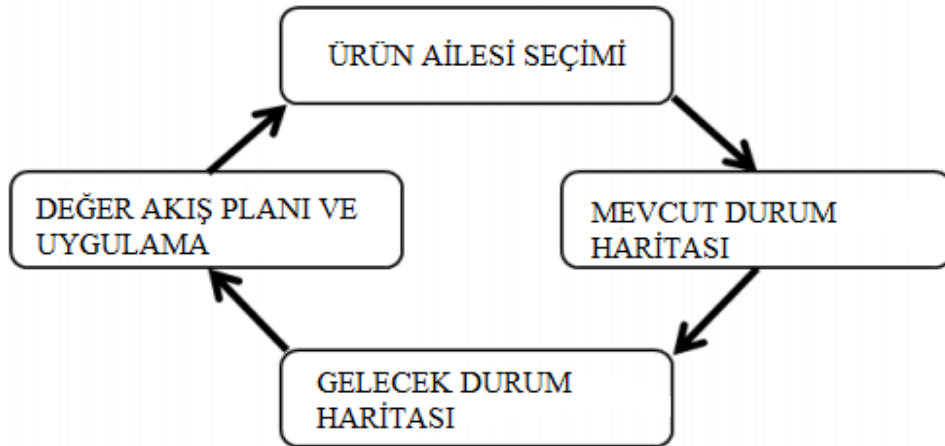 ÜRÜN AİLESİ SEÇİMİ
MEVCUT DURUM
HARİTASI
GELECEK DURUM
HARİTASI
DEĞER AKIŞ PLANI VE
UYGULAMA